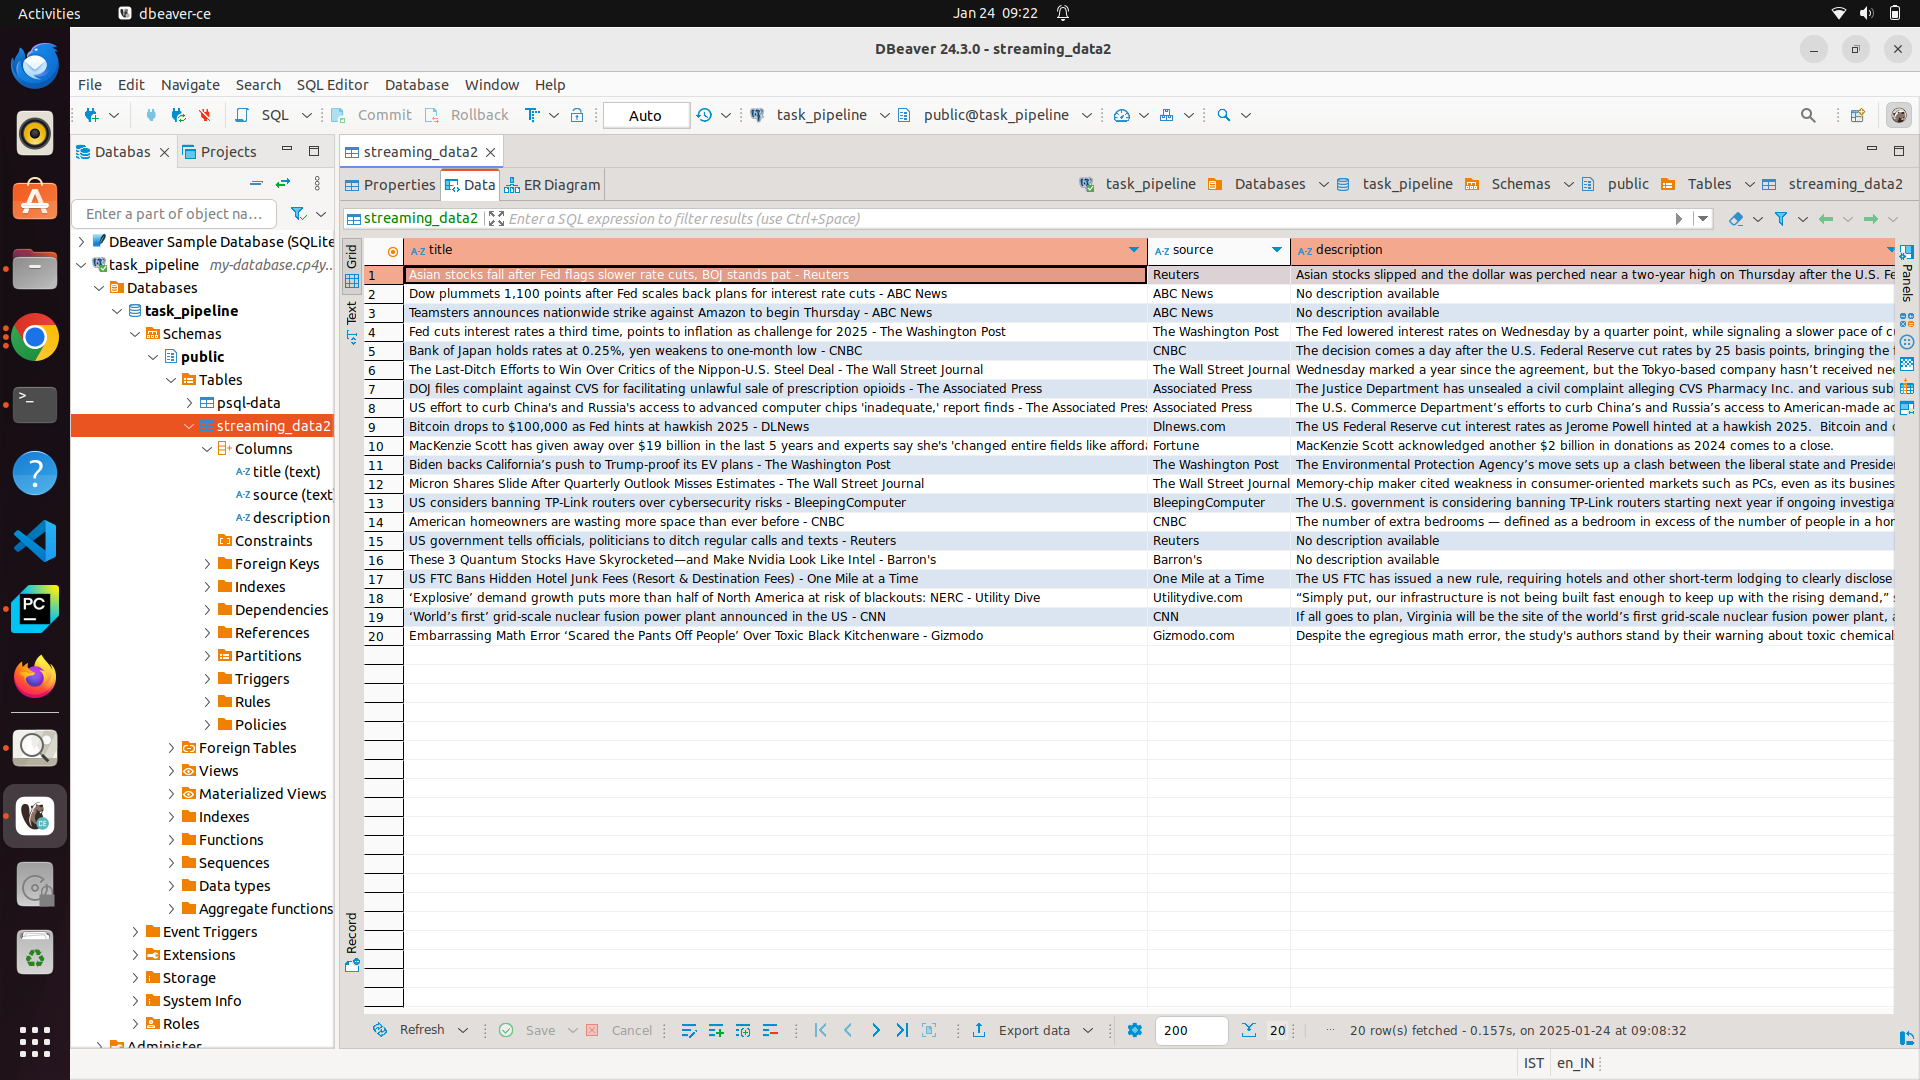 Activities
dbeaver-ce
Jan 24 09:22
DBeaver 24.3.0 - streaming_data2
File Edit Navigate Search SQL Editor Database Window Help
SQL Commit Rollback Auto task_pipeline public@task_pipeline
Databas Projects
streaming_data2
Properties Data ER Diagram
task_pipeline Databases task_pipeline Schemas public Tables streaming_data2
Enter a part of object na...
streaming_data2 Enter a SQL expression to filter results (use Ctrl+Space)
DBeaver Sample Database (SQLite
task_pipeline my-database.cp4y...
Databases
task_pipeline
Schemas
public
Tables
psql-data
streaming_data2
Columns
title (text)
source (text
description
Constraints
Foreign Keys
Indexes
Dependencies
References
Partitions
Triggers
Rules
Policies
Foreign Tables
Views
Materialized Views
Indexes
Functions
Sequences
Data types
Aggregate functions
Event Triggers
Extensions
Storage
System Info
Roles
Administer
Grid
Text
Record
A-Z title A-Z source A-Z description
1 Asian stocks fall after Fed flags slower rate cuts, BOJ stands pat - Reuters Reuters Asian stocks slipped and the dollar was perched near a two-year high on Thursday after the U.S. Fe
2 Dow plummets 1,100 points after Fed scales back plans for interest rate cuts - ABC News ABC News No description available
3 Teamsters announces nationwide strike against Amazon to begin Thursday - ABC News ABC News No description available
4 Fed cuts interest rates a third time, points to inflation as challenge for 2025 - The Washington Post The Washington Post The Fed lowered interest rates on Wednesday by a quarter point, while signaling a slower pace of cu
5 Bank of Japan holds rates at 0.25%, yen weakens to one-month low - CNBC CNBC The decision comes a day after the U.S. Federal Reserve cut rates by 25 basis points, bringing the f
6 The Last-Ditch Efforts to Win Over Critics of the Nippon-U.S. Steel Deal - The Wall Street Journal The Wall Street Journal Wednesday marked a year since the agreement, but the Tokyo-based company hasn’t received nee
7 DOJ files complaint against CVS for facilitating unlawful sale of prescription opioids - The Associated Press Associated Press The Justice Department has unsealed a civil complaint alleging CVS Pharmacy Inc. and various sub
8 US effort to curb China's and Russia's access to advanced computer chips 'inadequate,' report finds - The Associated Pres Associated Press The U.S. Commerce Department’s efforts to curb China’s and Russia’s access to American-made ad
9 Bitcoin drops to $100,000 as Fed hints at hawkish 2025 - DLNews Dlnews.com The US Federal Reserve cut interest rates as Jerome Powell hinted at a hawkish 2025. Bitcoin and c
10 MacKenzie Scott has given away over $19 billion in the last 5 years and experts say she's 'changed entire fields like afforda Fortune MacKenzie Scott acknowledged another $2 billion in donations as 2024 comes to a close.
11 Biden backs California’s push to Trump-proof its EV plans - The Washington Post The Washington Post The Environmental Protection Agency’s move sets up a clash between the liberal state and Presiden
12 Micron Shares Slide After Quarterly Outlook Misses Estimates - The Wall Street Journal The Wall Street Journal Memory-chip maker cited weakness in consumer-oriented markets such as PCs, even as its busines
13 US considers banning TP-Link routers over cybersecurity risks - BleepingComputer BleepingComputer The U.S. government is considering banning TP-Link routers starting next year if ongoing investiga
14 American homeowners are wasting more space than ever before - CNBC CNBC The number of extra bedrooms — defined as a bedroom in excess of the number of people in a hom
15 US government tells officials, politicians to ditch regular calls and texts - Reuters Reuters No description available
16 These 3 Quantum Stocks Have Skyrocketed—and Make Nvidia Look Like Intel - Barron's Barron's No description available
17 US FTC Bans Hidden Hotel Junk Fees (Resort & Destination Fees) - One Mile at a Time One Mile at a Time The US FTC has issued a new rule, requiring hotels and other short-term lodging to clearly disclose
18 ‘Explosive’ demand growth puts more than half of North America at risk of blackouts: NERC - Utility Dive Utilitydive.com “Simply put, our infrastructure is not being built fast enough to keep up with the rising demand,”
19 ‘World’s first’ grid-scale nuclear fusion power plant announced in the US - CNN CNN If all goes to plan, Virginia will be the site of the world’s first grid-scale nuclear fusion power plant,
20 Embarrassing Math Error ‘Scared the Pants Off People’ Over Toxic Black Kitchenware - Gizmodo Gizmodo.com Despite the egregious math error, the study's authors stand by their warning about toxic chemical
Panels
Refresh Save Cancel Export data 200 20 20 row(s) fetched - 0.157s, on 2025-01-24 at 09:08:32
IST en_IN